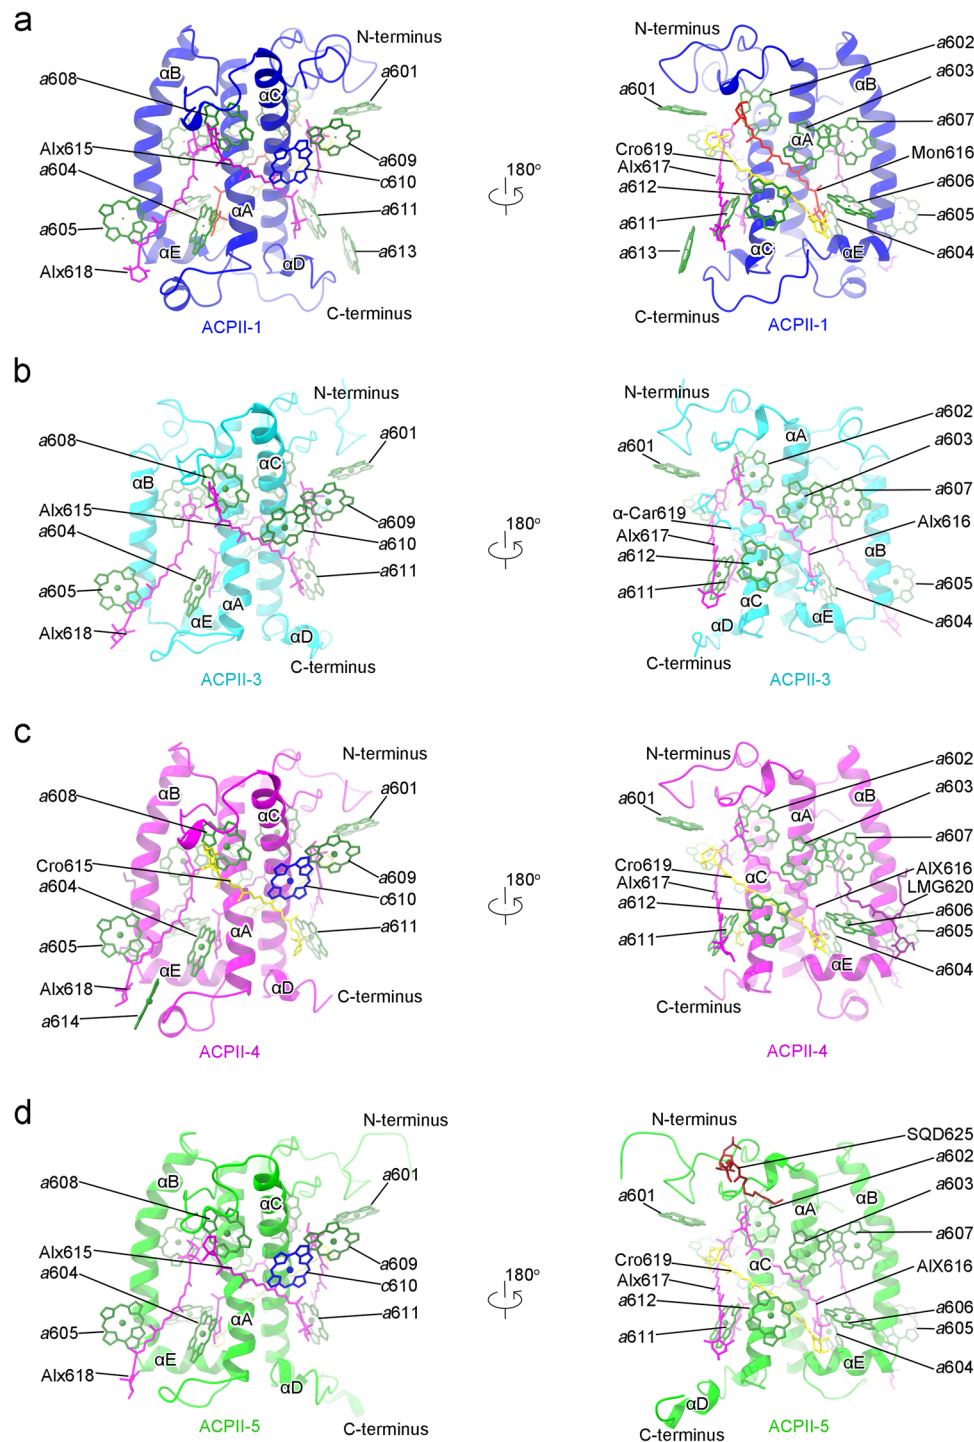 a
N-terminus
a608
αB
αC
a601
Alx615
a604
a609
c610
a605
αA
a611
αE
Alx618
αD
a613
C-terminus
ACPII-1
180°
N-terminus
a602
a601
αB
a603
αA
a607
Cro619
Mon616
Alx617
a612
a606
a611
a605
a613
αC
αE
a604
C-terminus
ACPII-1
b
N-terminus
a608
αB
αC
a601
Alx615
a604
a609
a610
a605
a611
αA
αE
Alx618
αD
C-terminus
ACPII-3
180°
N-terminus
a602
αA
a603
a601
a607
α-Car619
Alx616
Alx617
αB
a612
a611
a605
αC
αD
αE
a604
C-terminus
ACPII-3
c
N-terminus
a608
αB
αC
a601
Cro615
a604
a609
c610
a605
αA
a611
αE
Alx618
αD
C-terminus
a614
ACPII-4
180°
N-terminus
a602
a601
αB
a603
αA
a607
Cro619
AlX616
Alx617
αC
LMG620
a612
a606
a611
a605
αE
a604
C-terminus
ACPII-4
d
N-terminus
a608
αB
αC
a601
Alx615
a604
a609
c610
a605
αA
a611
αE
Alx618
αD
C-terminus
ACPII-5
180°
N-terminus
SQD625
a602
a601
αB
αA
a603
a607
Cro619
αC
Alx617
AlX616
a612
a606
a611
a605
αE
a604
αD
C-terminus
ACPII-5